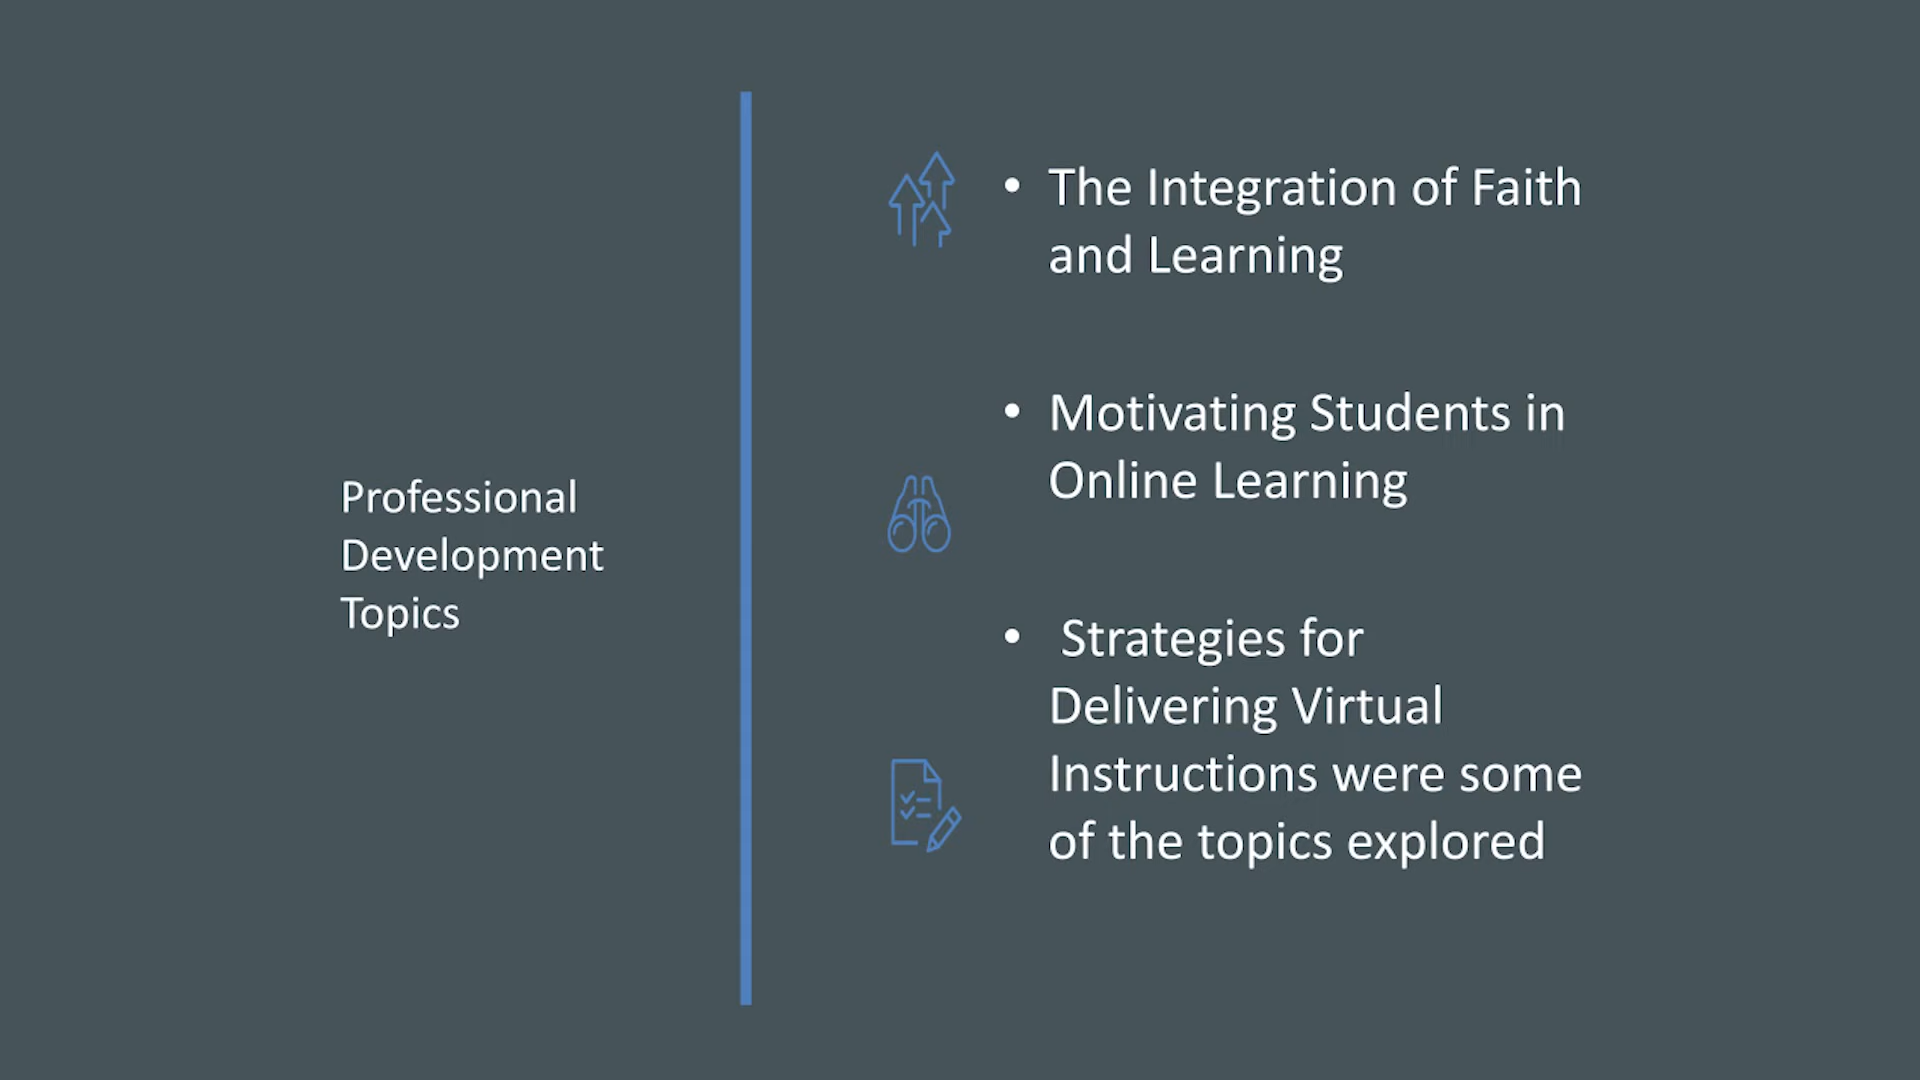 Professional
Development
Topics
• The Integration of Faith
and Learning
• Motivating Students in
Online Learning
• Strategies for
Delivering Virtual
Instructions were some
of the topics explored